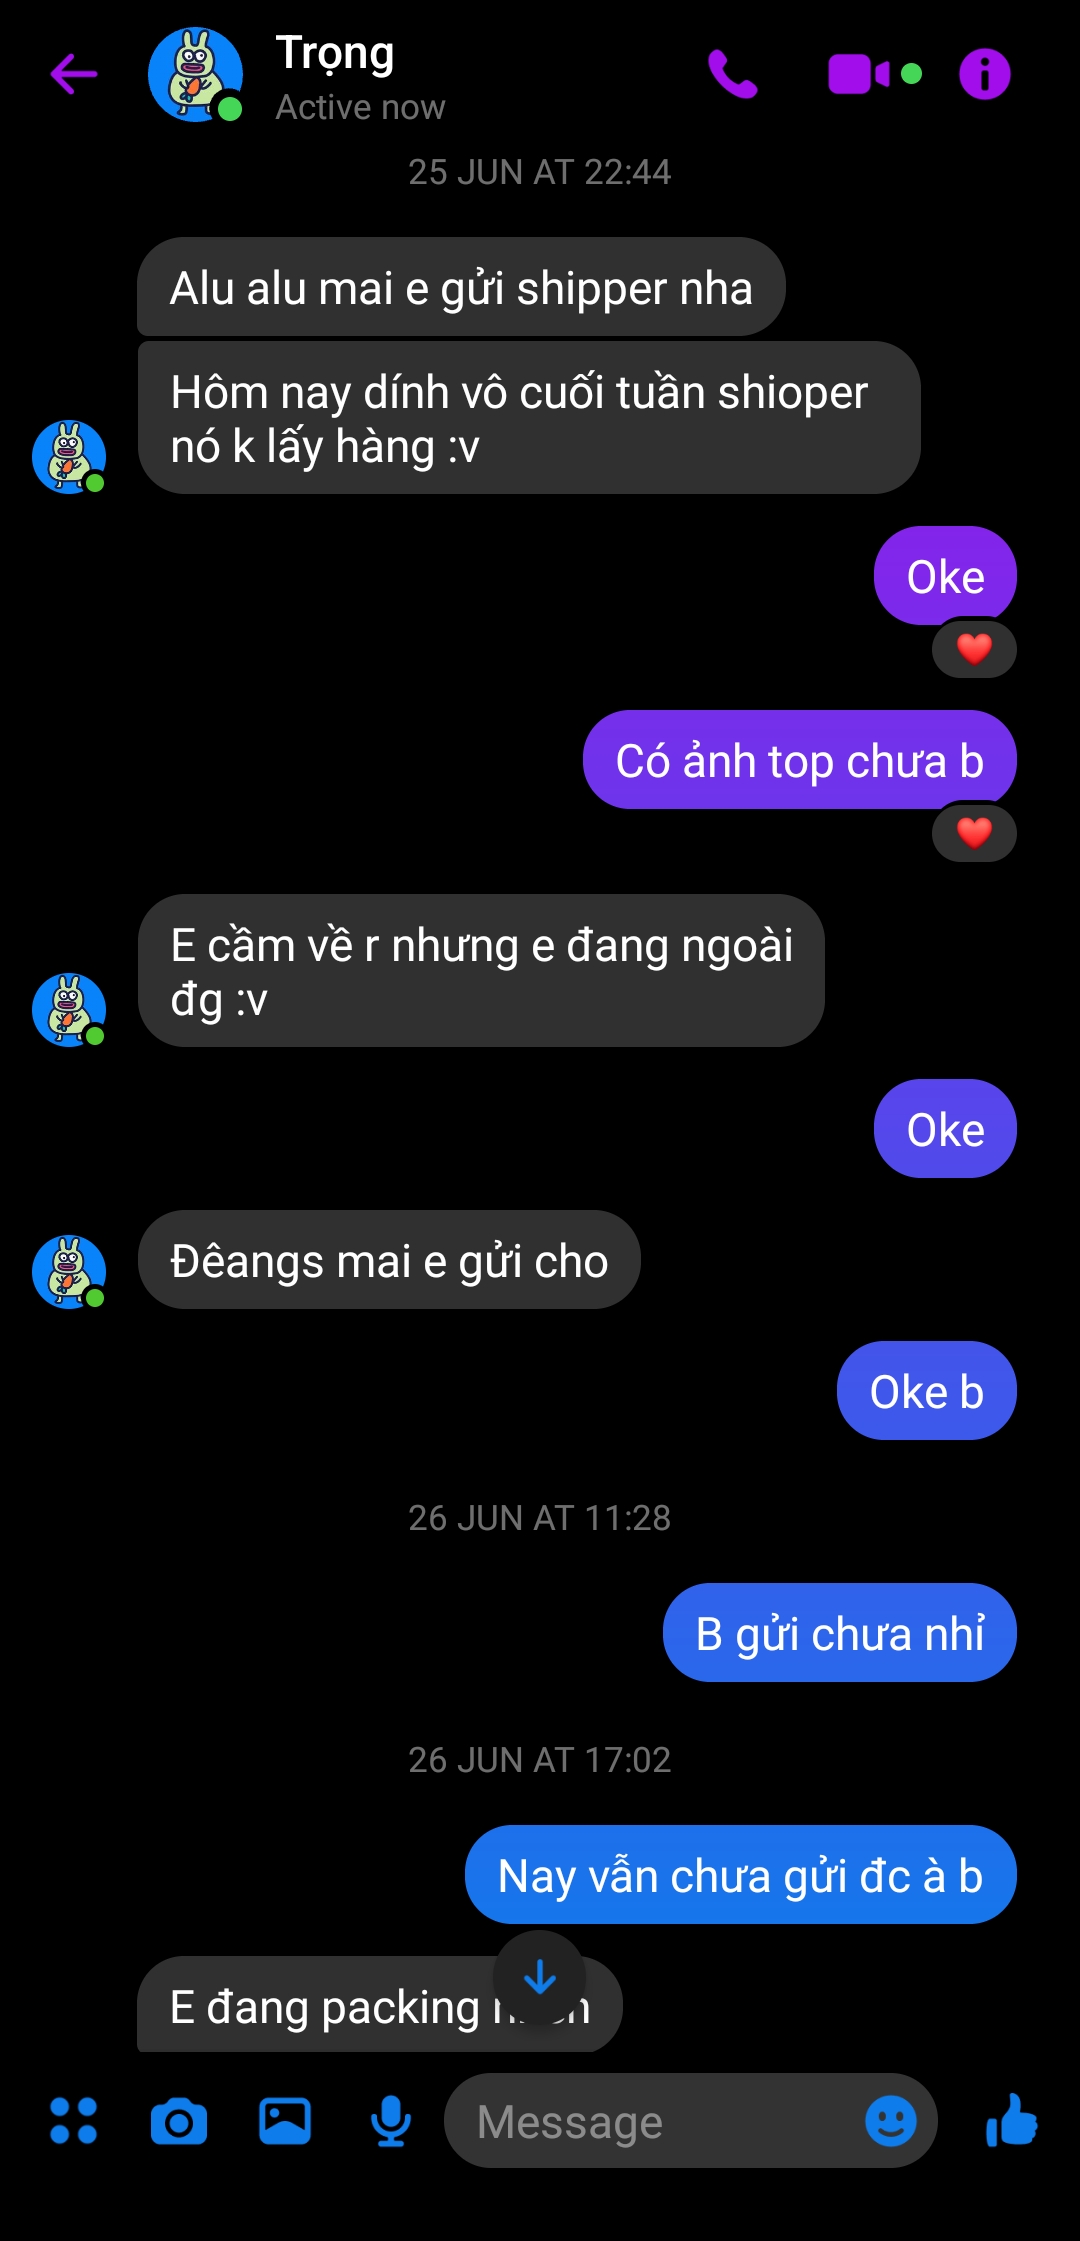 Trọng
Active now
25 JUN AT 22:44
Alu alu mai e gửi shipper nha
Hôm nay dính vô cuối tuần shioper
nó k lấy hàng :v
Oke
Có ảnh top chưa b
E cầm về r nhưng e đang ngoài
đg :v
Oke
Đêangs mai e gửi cho
Oke b
26 JUN AT 11:28
B gửi chưa nhỉ
26 JUN AT 17:02
Nay vẫn chưa gửi đc à b
E đang packing
Message